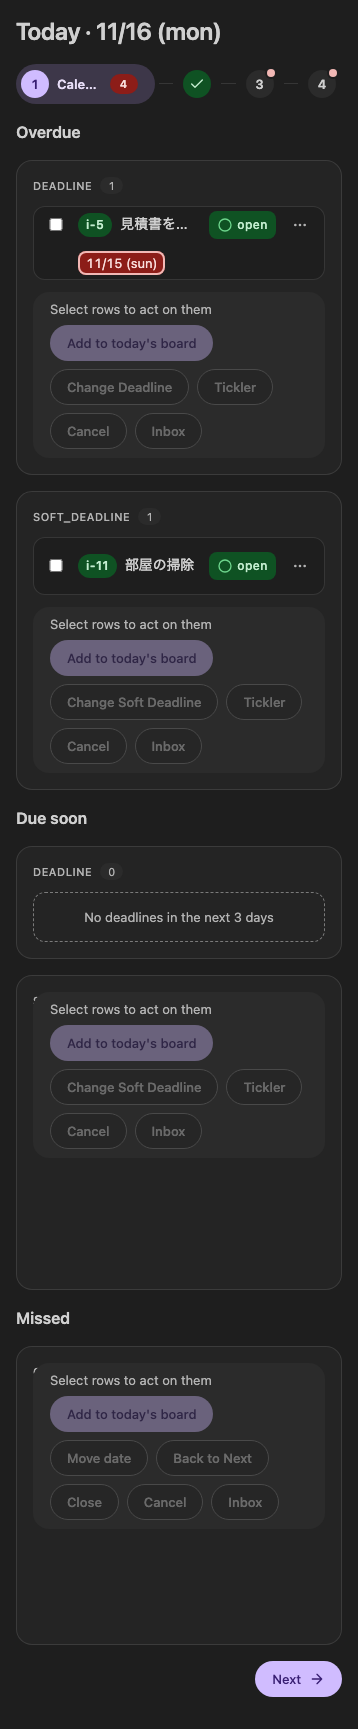 Today · 11/16 (mon)
1 Cale... 4 3 4
Overdue
DEADLINE 1
i-5 見積書を... open ...
11/15 (sun)
Select rows to act on them
Add to today's board
Change Deadline Tickler
Cancel Inbox
SOFT_DEADLINE 1
i-11 部屋の掃除 open ...
Select rows to act on them
Add to today's board
Change Soft Deadline Tickler
Cancel Inbox
Due soon
DEADLINE 0
No deadlines in the next 3 days
Select rows to act on them
Add to today's board
Change Soft Deadline Tickler
Cancel Inbox
Missed
Select rows to act on them
Add to today's board
Move date Back to Next
Close Cancel Inbox
Next